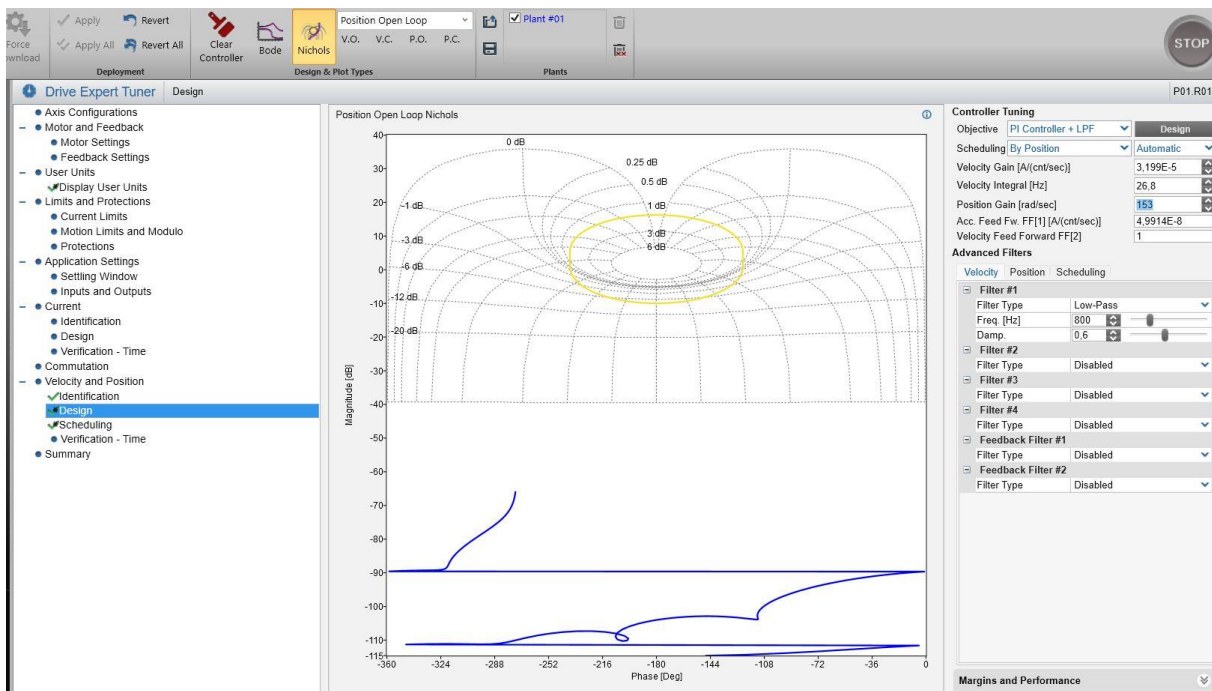 Force
Download
Apply
Revert
Apply All
Revert All
Deployment
Clear
Controller
Bode
Nichols
Position Open Loop
V.O. V.C. P.O. P.C.
Design & Plot Types
Plant #01
Plants
STOP
Drive Expert Tuner
Design
P01.R01
Axis Configurations
Motor and Feedback
Motor Settings
Feedback Settings
User Units
Display User Units
Limits and Protections
Current Limits
Motion Limits and Modulo
Protections
Application Settings
Settling Window
Inputs and Outputs
Current
Identification
Design
Verification - Time
Commutation
Velocity and Position
Identification
Design
Scheduling
Verification - Time
Summary
Position Open Loop Nichols
40
30
20
10
0
-10
-20
-30
-40
-50
-60
-70
-80
-90
-100
-110
-115
Magnitude [dB]
0 dB
0.25 dB
0.5 dB
1 dB
3 dB
6 dB
-1 dB
-3 dB
-6 dB
-12 dB
-20 dB
-360 -324 -288 -252 -216 -180 -144 -108 -72 -36 0
Phase [Deg]
Controller Tuning
Objective PI Controller + LPF Design
Scheduling By Position Automatic
Velocity Gain [A/(cnt/sec)] 3,199E-5
Velocity Integral [Hz] 26,8
Position Gain [rad/sec] 153
Acc. Feed Fw. FF[1] [A/(cnt/sec)] 4,9914E-8
Velocity Feed Forward FF[2] 1
Advanced Filters
Velocity Position Scheduling
Filter #1
Filter Type Low-Pass
Freq. [Hz] 800
Damp. 0,6
Filter #2
Filter Type Disabled
Filter #3
Filter Type Disabled
Filter #4
Filter Type Disabled
Feedback Filter #1
Filter Type Disabled
Feedback Filter #2
Filter Type Disabled
Margins and Performance